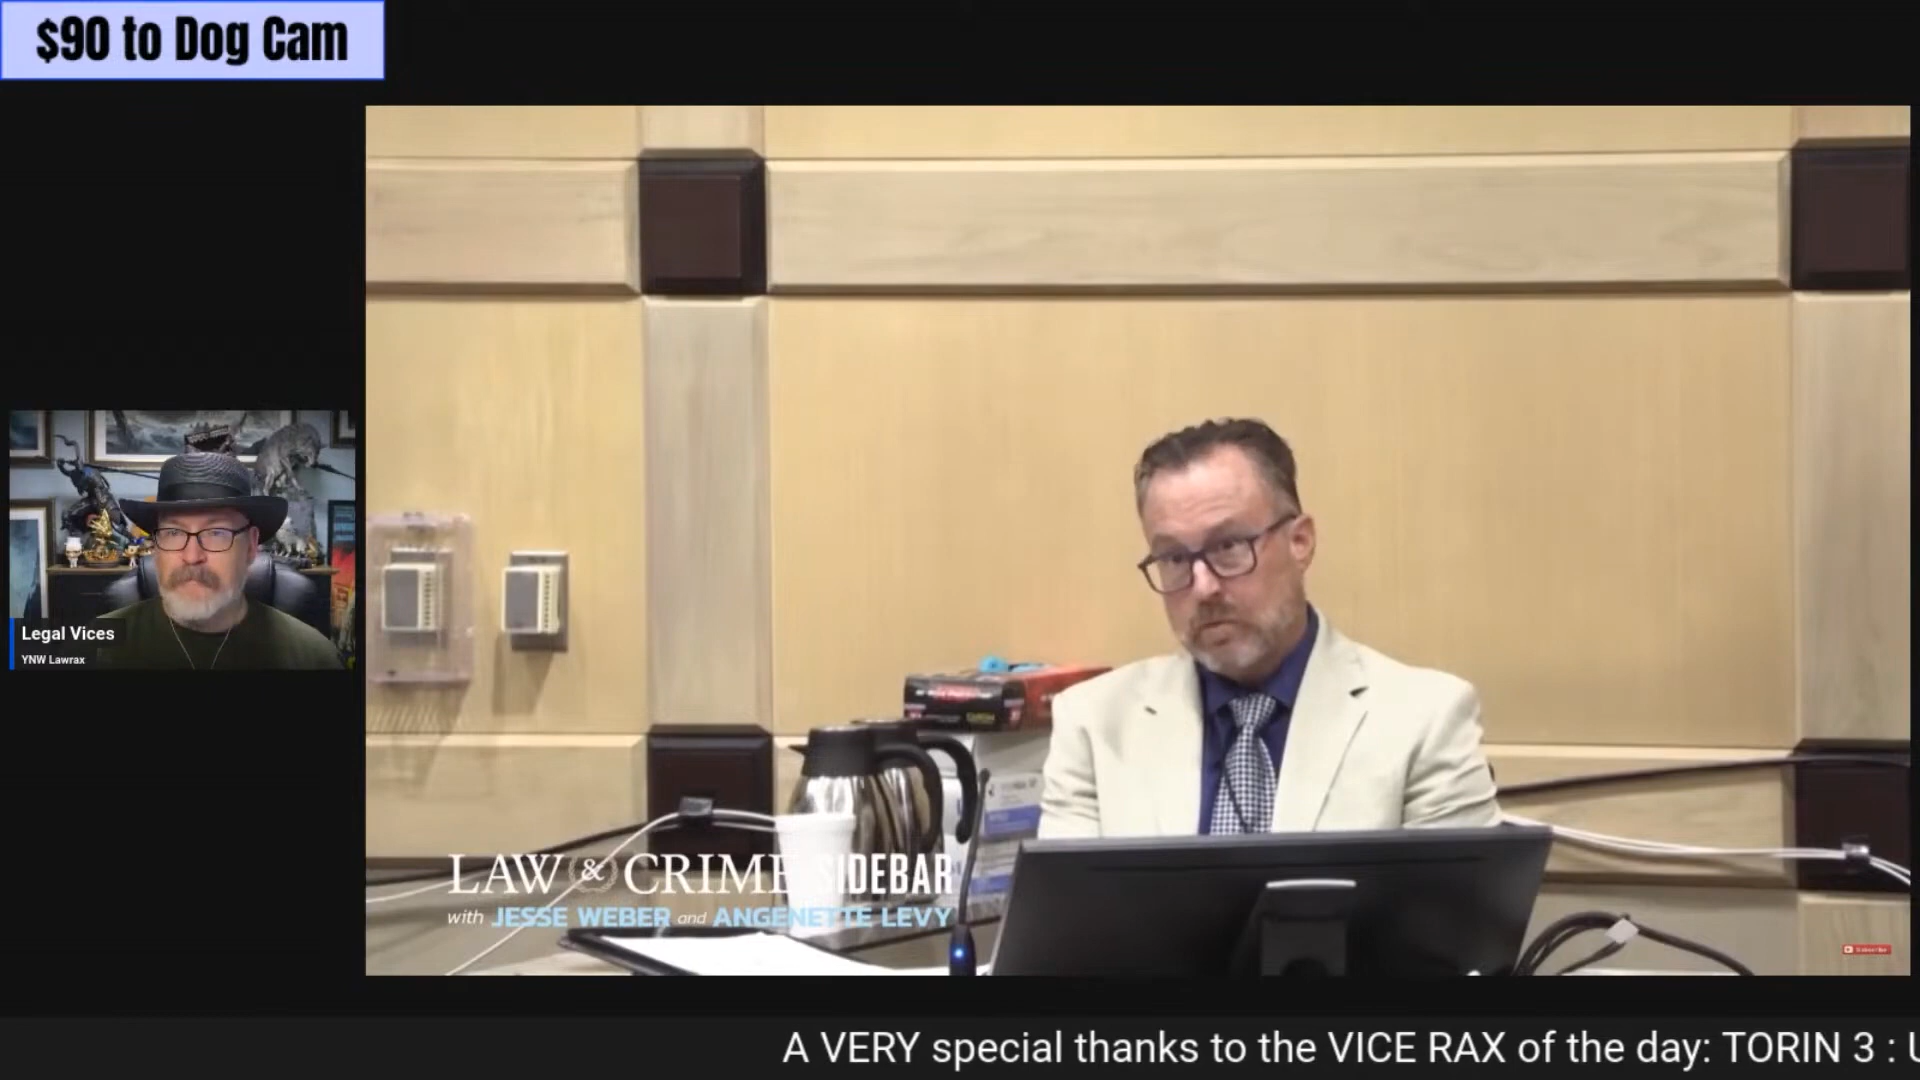 $90 to Dog Cam
Legal Vices
YNW Lawrax
LAW & CRIME SIDEBAR
with JESSE WEBER and ANGENETTE LEVY
Subscribe
A VERY special thanks to the VICE RAX of the day: TORIN 3 : U